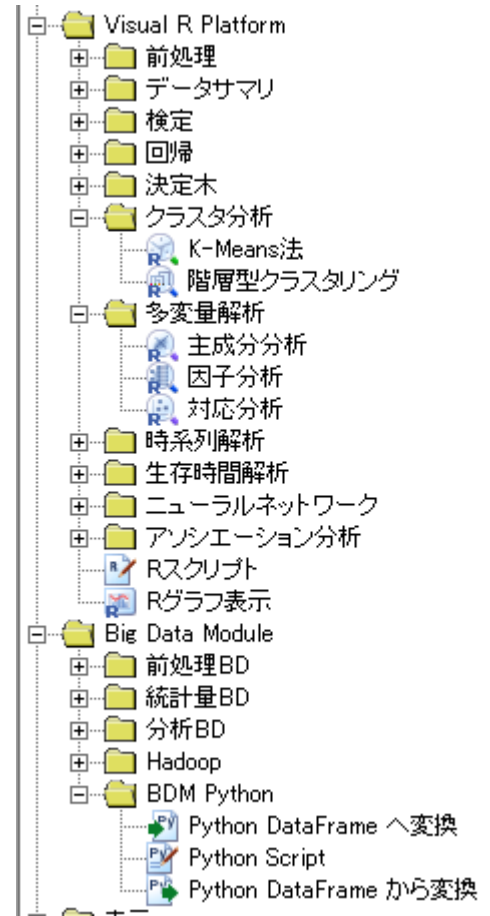 Visual R Platform
前処理
データサマリ
検定
回帰
決定木
クラスタ分析
K-Means法
階層型クラスタリング
多変量解析
主成分分析
因子分析
対応分析
時系列解析
生存時間解析
ニューラルネットワーク
アソシエーション分析
Rスクリプト
Rグラフ表示
Big Data Module
前処理BD
統計量BD
分析BD
Hadoop
BDM Python
Python DataFrame へ変換
Python Script
Python DataFrame から変換